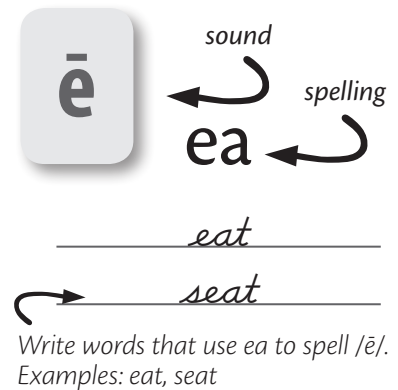 sound
ē
spelling
ea
eat
seat
Write words that use ea to spell /ē/.
Examples: eat, seat